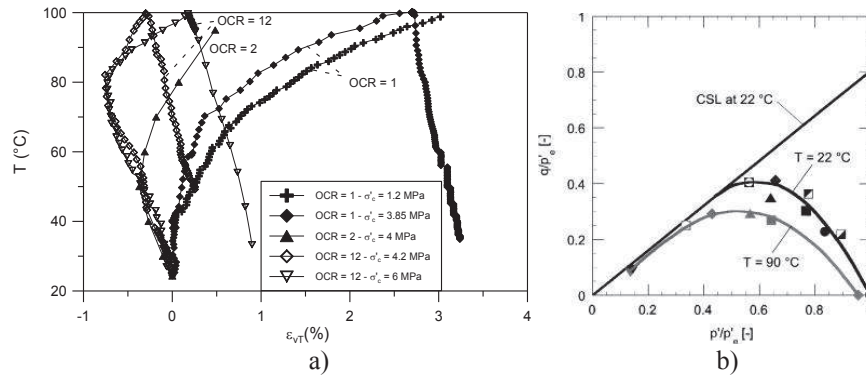 100
80
60
40
20
T (°C)
OCR = 12
OCR = 2
OCR = 1
OCR = 1 - σ'c = 1.2 MPa
OCR = 1 - σ'c = 3.85 MPa
OCR = 2 - σ'c = 4 MPa
OCR = 12 - σ'c = 4.2 MPa
OCR = 12 - σ'c = 6 MPa
-1 0 1 2 3 4
εvT(%)
a)
1
0.8
0.6
0.4
0.2
0
q/p'e [-]
CSL at 22 °C
T = 22 °C
T = 90 °C
0 0.2 0.4 0.6 0.8
p'/p'e [-]
b)